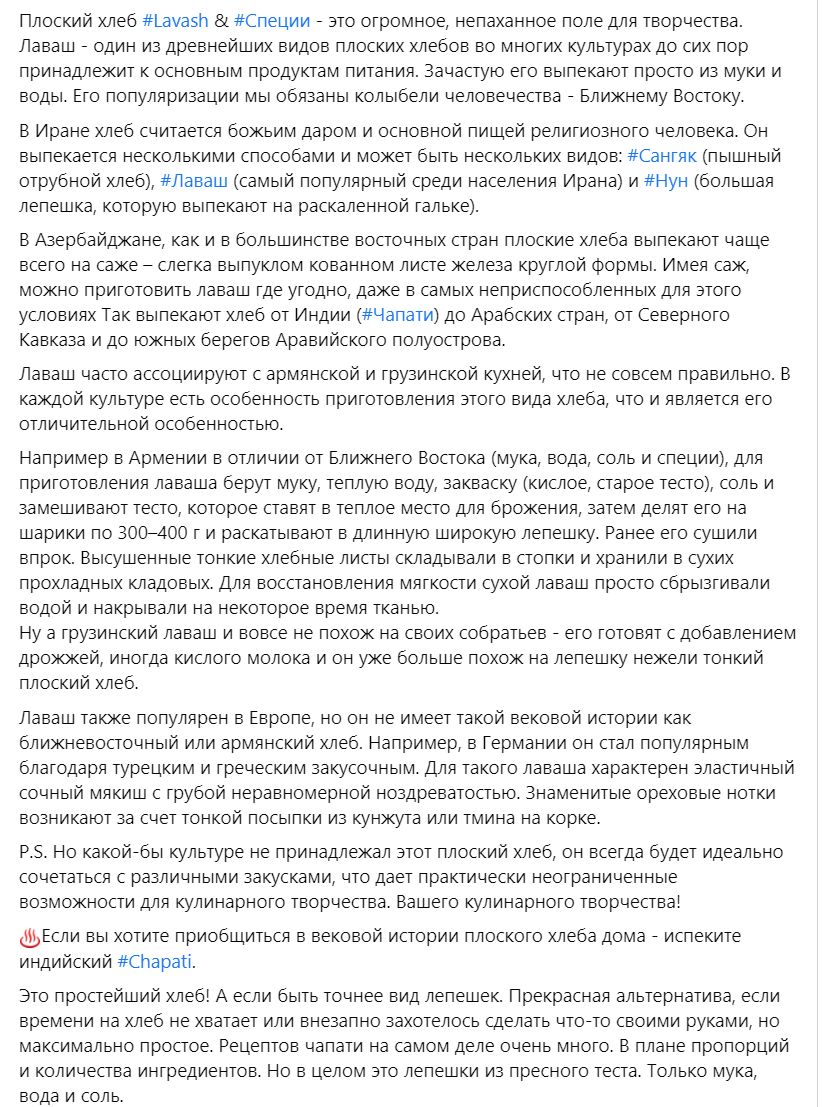 Плоский хлеб #Lavash & #Специи - это огромное, непаханное поле для творчества.
Лаваш - один из древнейших видов плоских хлебов во многих культурах до сих пор
принадлежит к основным продуктам питания. Зачастую его выпекают просто из муки и
воды. Его популяризации мы обязаны колыбели человечества - Ближнему Востоку.
В Иране хлеб считается божьим даром и основной пищей религиозного человека. Он
выпекается несколькими способами и может быть нескольких видов: #Сангяк (пышный
отрубной хлеб), #Лаваш (самый популярный среди населения Ирана) и #Нун (большая
лепешка, которую выпекают на раскаленной гальке).
В Азербайджане, как и в большинстве восточных стран плоские хлеба выпекают чаще
всего на саже – слегка выпуклом кованном листе железа круглой формы. Имея саж,
можно приготовить лаваш где угодно, даже в самых неприспособленных для этого
условиях Так выпекают хлеб от Индии (#Чапати) до Арабских стран, от Северного
Кавказа и до южных берегов Аравийского полуострова.
Лаваш часто ассоциируют с армянской и грузинской кухней, что не совсем правильно. В
каждой культуре есть особенность приготовления этого вида хлеба, что и является его
отличительной особенностью.
Например в Армении в отличии от Ближнего Востока (мука, вода, соль и специи), для
приготовления лаваша берут муку, теплую воду, закваску (кислое, старое тесто), соль и
замешивают тесто, которое ставят в теплое место для брожения, затем делят его на
шарики по 300–400 г и раскатывают в длинную широкую лепешку. Ранее его сушили
впрок. Высушенные тонкие хлебные листы складывали в стопки и хранили в сухих
прохладных кладовых. Для восстановления мягкости сухой лаваш просто сбрызгивали
водой и накрывали на некоторое время тканью.
Ну а грузинский лаваш и вовсе не похож на своих собратьев - его готовят с добавлением
дрожжей, иногда кислого молока и он уже больше похож на лепешку нежели тонкий
плоский хлеб.
Лаваш также популярен в Европе, но он не имеет такой вековой истории как
ближневосточный или армянский хлеб. Например, в Германии он стал популярным
благодаря турецким и греческим закусочным. Для такого лаваша характерен эластичный
сочный мякиш с грубой неравномерной ноздреватостью. Знаменитые ореховые нотки
возникают за счет тонкой посыпки из кунжута или тмина на корке.
P.S. Но какой-бы культуре не принадлежал этот плоский хлеб, он всегда будет идеально
сочетаться с различными закусками, что дает практически неограниченные
возможности для кулинарного творчества. Вашего кулинарного творчества!
♨️Если вы хотите приобщиться в вековой истории плоского хлеба дома - испеките
индийский #Chapati.
Это простейший хлеб! А если быть точнее вид лепешек. Прекрасная альтернатива, если
времени на хлеб не хватает или внезапно захотелось сделать что-то своими руками, но
максимально простое. Рецептов чапати на самом деле очень много. В плане пропорций
и количества ингредиентов. Но в целом это лепешки из пресного теста. Только мука,
вода и соль.